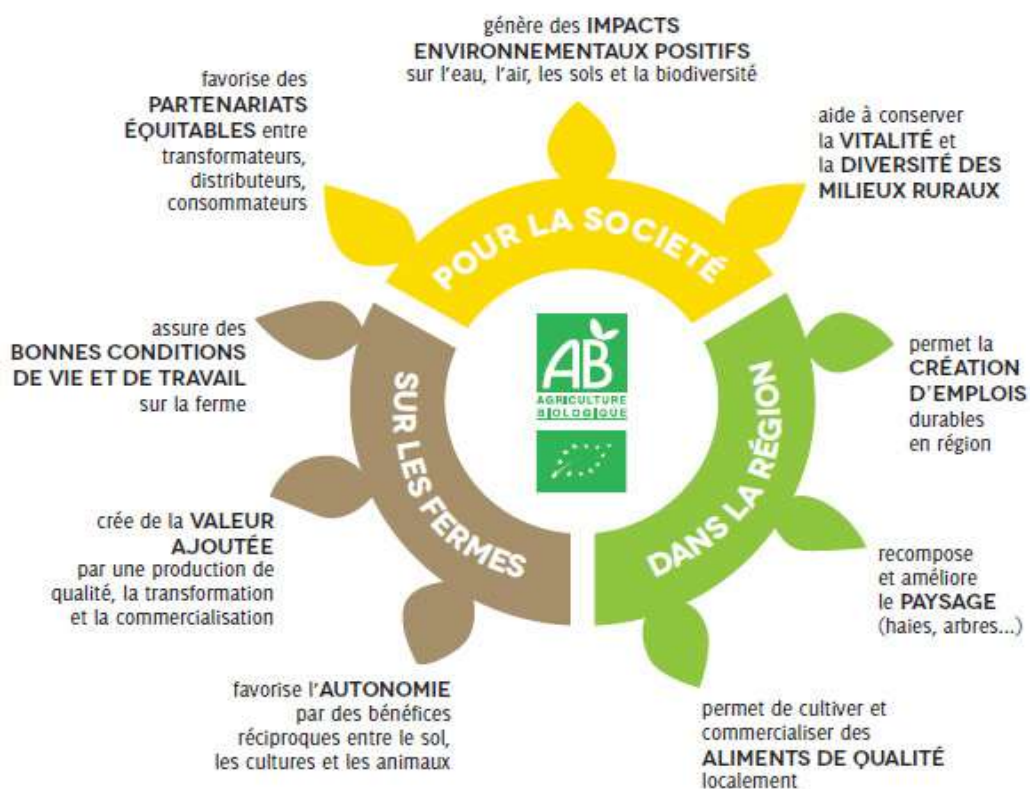 génère des IMPACTS
ENVIRONNEMENTAUX POSITIFS
sur l'eau, l'air, les sols et la biodiversité
favorise des
PARTENARIATS
ÉQUITABLES entre
transformateurs,
distributeurs,
consommateurs
aide à conserver
la VITALITÉ et
la DIVERSITÉ DES
MILIEUX RURAUX
POUR LA SOCIETÉ
assure des
BONNES CONDITIONS
DE VIE ET DE TRAVAIL
sur la ferme
AB
AGRICULTURE
BIOLOGIQUE
permet la
CRÉATION
D'EMPLOIS
durables
en région
SUR LES FERMES
DANS LA RÉGION
crée de la VALEUR
AJOUTÉE
par une production de
qualité, la transformation
et la commercialisation
recompose
et améliore
le PAYSAGE
(haies, arbres...)
favorise l'AUTONOMIE
par des bénéfices
réciproques entre le sol,
les cultures et les animaux
permet de cultiver et
commercialiser des
ALIMENTS DE QUALITÉ
localement